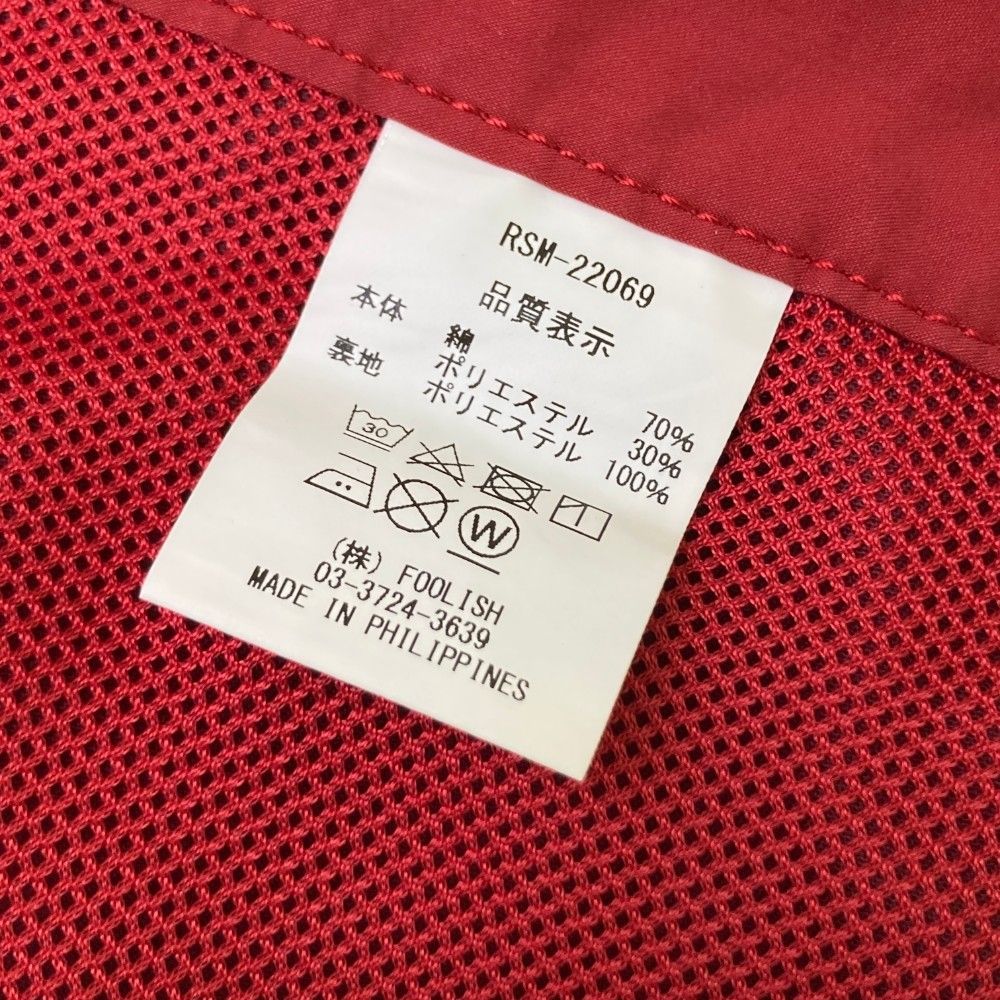 RSM-22069
品質表示
本体 綿 70%
ポリエステル 30%
裏地 ポリエステル 100%
30
W
(株) FOOLISH
03-3724-3639
MADE IN PHILIPPINES